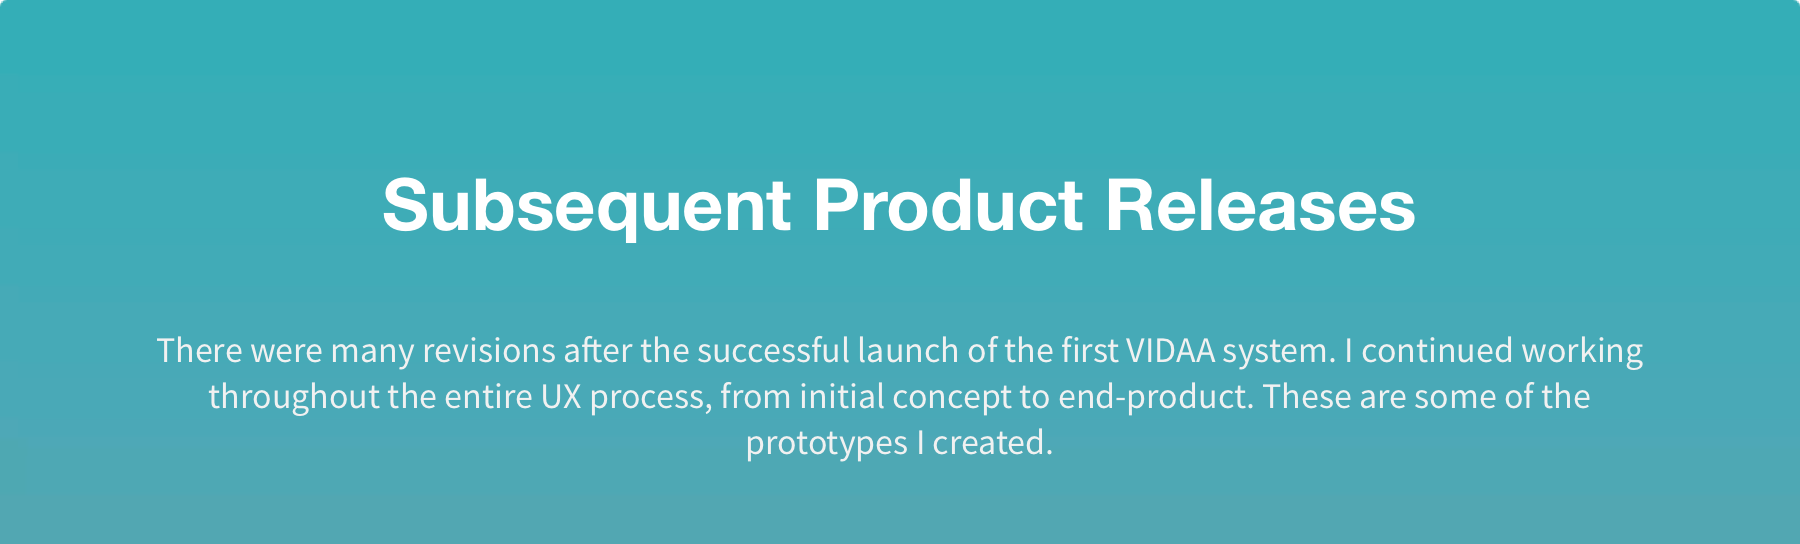 Subsequent Product Releases
There were many revisions after the successful launch of the first VIDAA system. I continued working
throughout the entire UX process, from initial concept to end-product. These are some of the
prototypes I created.